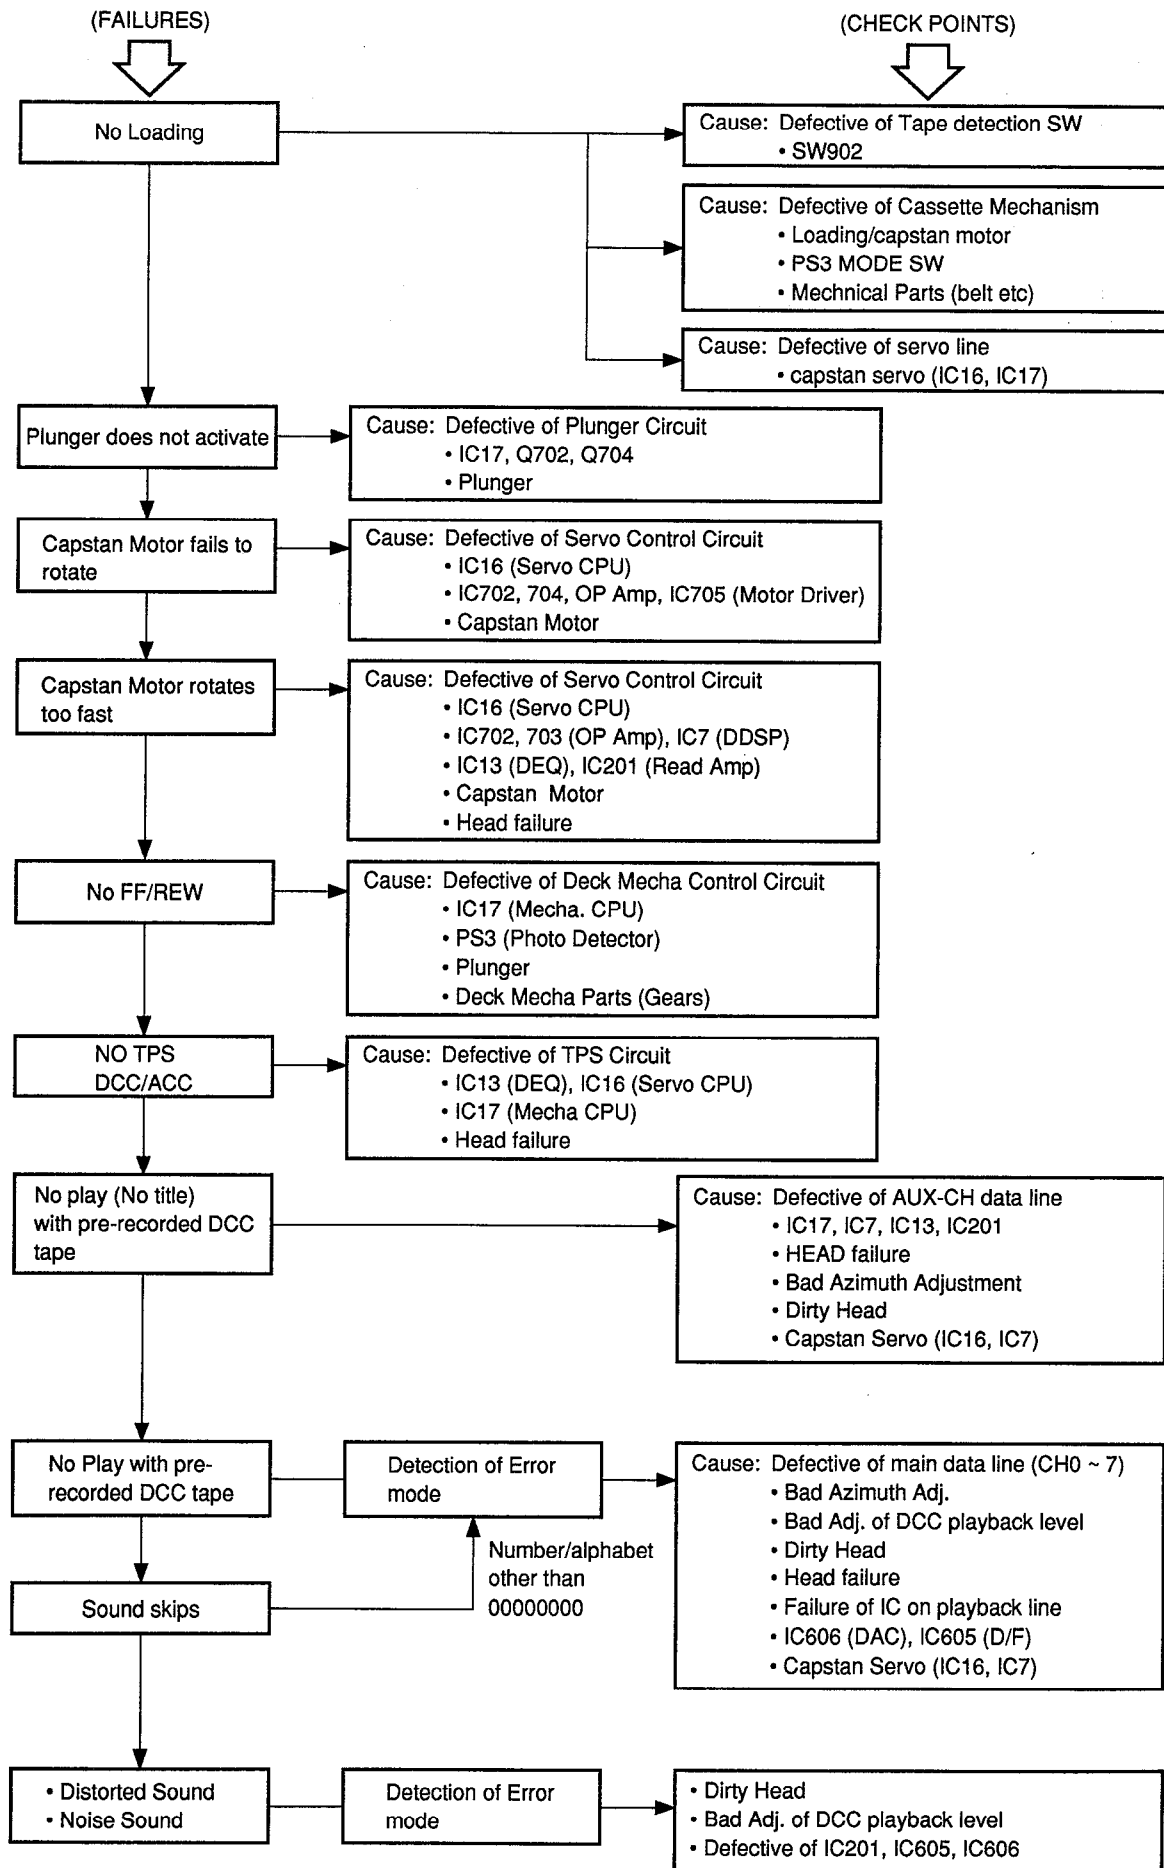 (FAILURES)
(CHECK POINTS)
No Loading
Cause: Defective of Tape detection SW
• SW902
Cause: Defective of Cassette Mechanism
• Loading/capstan motor
• PS3 MODE SW
• Mechnical Parts (belt etc)
Cause: Defective of servo line
• capstan servo (IC16, IC17)
Plunger does not activate
Cause: Defective of Plunger Circuit
• IC17, Q702, Q704
• Plunger
Capstan Motor fails to
rotate
Cause: Defective of Servo Control Circuit
• IC16 (Servo CPU)
• IC702, 704, OP Amp, IC705 (Motor Driver)
• Capstan Motor
Capstan Motor rotates
too fast
Cause: Defective of Servo Control Circuit
• IC16 (Servo CPU)
• IC702, 703 (OP Amp), IC7 (DDSP)
• IC13 (DEQ), IC201 (Read Amp)
• Capstan Motor
• Head failure
No FF/REW
Cause: Defective of Deck Mecha Control Circuit
• IC17 (Mecha. CPU)
• PS3 (Photo Detector)
• Plunger
• Deck Mecha Parts (Gears)
NO TPS
DCC/ACC
Cause: Defective of TPS Circuit
• IC13 (DEQ), IC16 (Servo CPU)
• IC17 (Mecha CPU)
• Head failure
No play (No title)
with pre-recorded DCC
tape
Cause: Defective of AUX-CH data line
• IC17, IC7, IC13, IC201
• HEAD failure
• Bad Azimuth Adjustment
• Dirty Head
• Capstan Servo (IC16, IC7)
No Play with pre-
recorded DCC tape
Detection of Error
mode
Cause: Defective of main data line (CH0 ~ 7)
• Bad Azimuth Adj.
• Bad Adj. of DCC playback level
• Dirty Head
• Head failure
• Failure of IC on playback line
• IC606 (DAC), IC605 (D/F)
• Capstan Servo (IC16, IC7)
Number/alphabet
other than
00000000
Sound skips
• Distorted Sound
• Noise Sound
Detection of Error
mode
• Dirty Head
• Bad Adj. of DCC playback level
• Defective of IC201, IC605, IC606